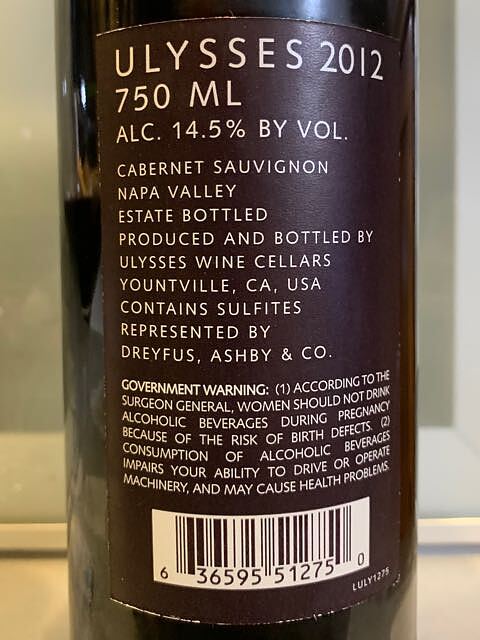 ULYSSES 2012
750 ML
ALC. 14.5% BY VOL.
CABERNET SAUVIGNON
NAPA VALLEY
ESTATE BOTTLED
PRODUCED AND BOTTLED BY
ULYSSES WINE CELLARS
YOUNTVILLE, CA, USA
CONTAINS SULFITES
REPRESENTED BY
DREYFUS, ASHBY & CO.
GOVERNMENT WARNING: (1) ACCORDING TO THE
SURGEON GENERAL, WOMEN SHOULD NOT DRINK
ALCOHOLIC BEVERAGES DURING PREGNANCY
BECAUSE OF THE RISK OF BIRTH DEFECTS. (2)
CONSUMPTION OF ALCOHOLIC BEVERAGES
IMPAIRS YOUR ABILITY TO DRIVE OR OPERATE
MACHINERY, AND MAY CAUSE HEALTH PROBLEMS.
6 36595 51275 0
LULY1275